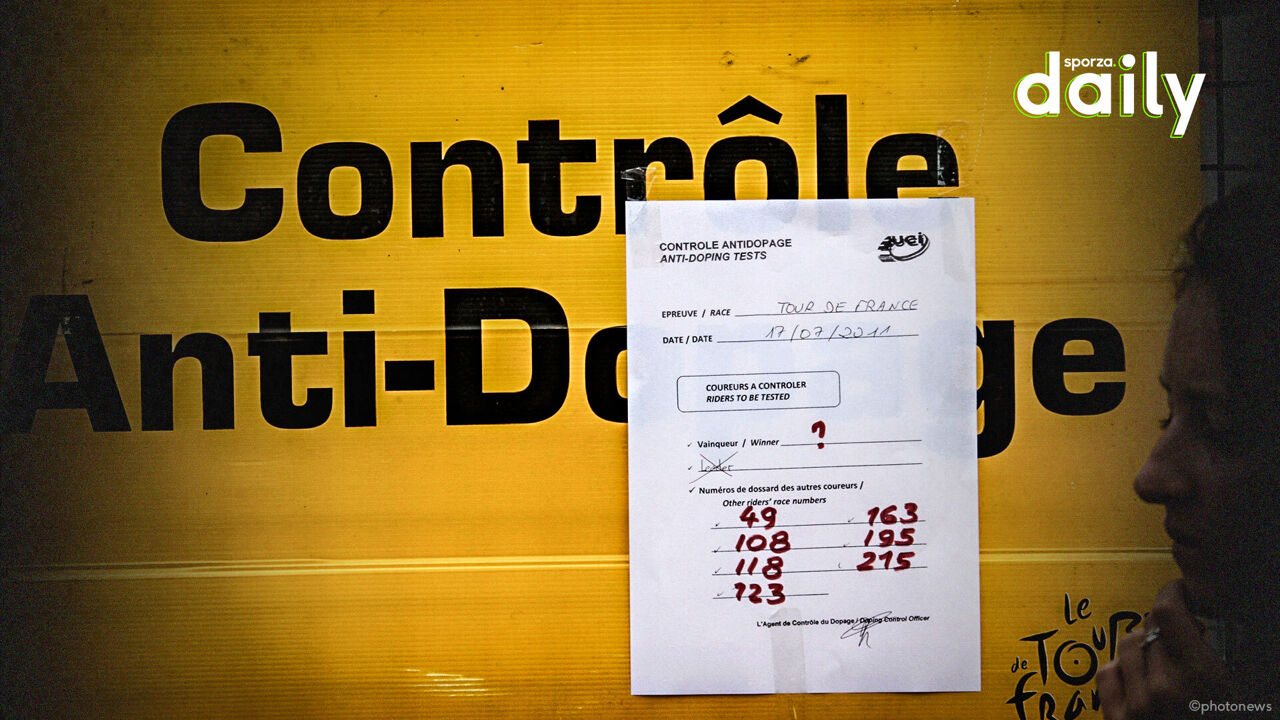 sporza.
daily
Contrôle
Anti-Do ge
CONTROLE ANTIDOPAGE
ANTI-DOPING TESTS
uci
EPREUVE / RACE TOUR DE FRANCE
DATE / DATE 17/07/2011
COUREURS A CONTROLER
RIDERS TO BE TESTED
✓ Vainqueur / Winner ?
✓ Leader
✓ Numéros de dossard des autres coureurs /
Other riders' race numbers
✓ 49 ✓ 163
✓ 108 ✓ 195
✓ 118 ✓ 215
✓ 123
L'Agent de Contrôle du Dopage / Doping Control Officer
Le
TOUR
de
FRAN
©photonews